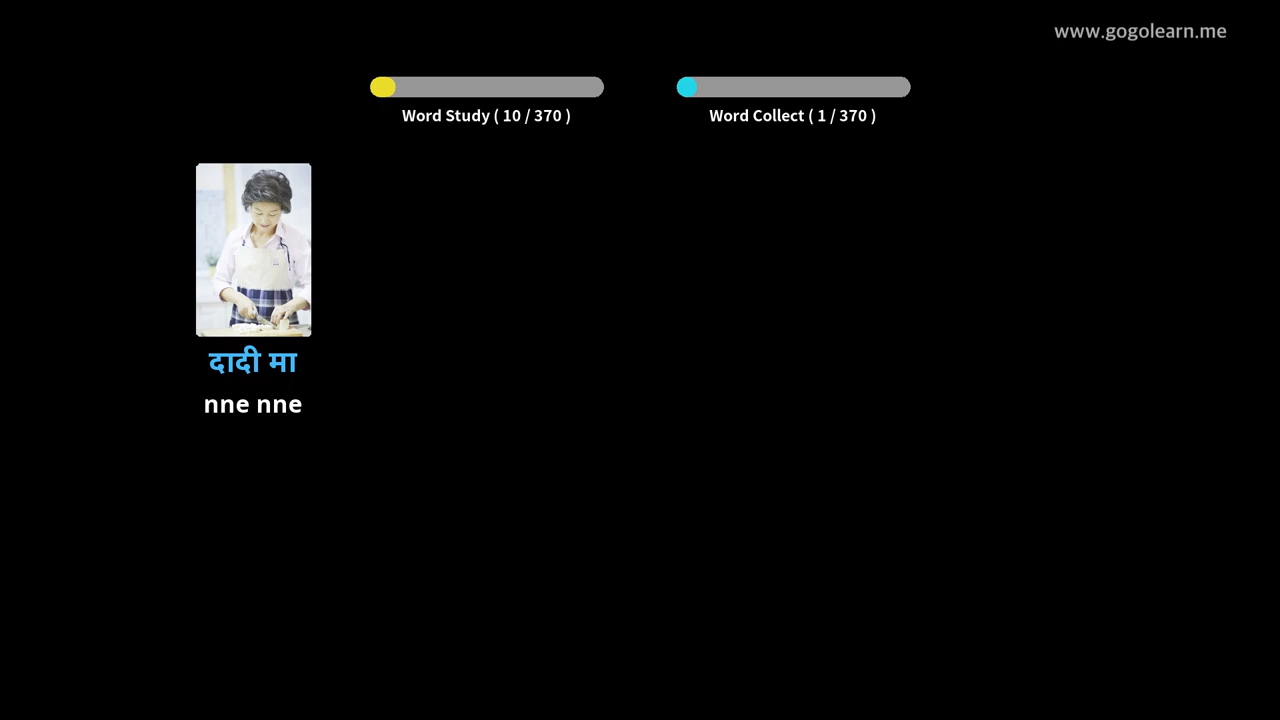 www.gogolearn.me
Word Study ( 10 / 370 )
Word Collect ( 1 / 370 )
दादी मा
nne nne